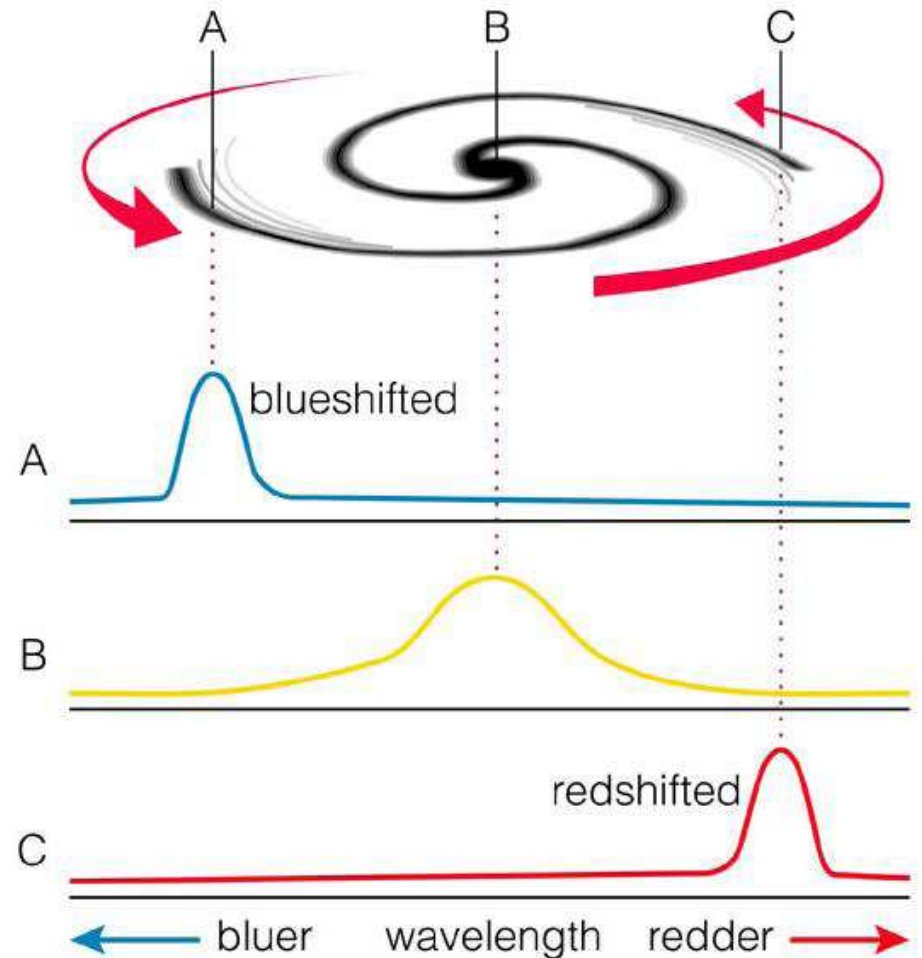 A B C
blueshifted
A
B
redshifted
C
bluer wavelength redder